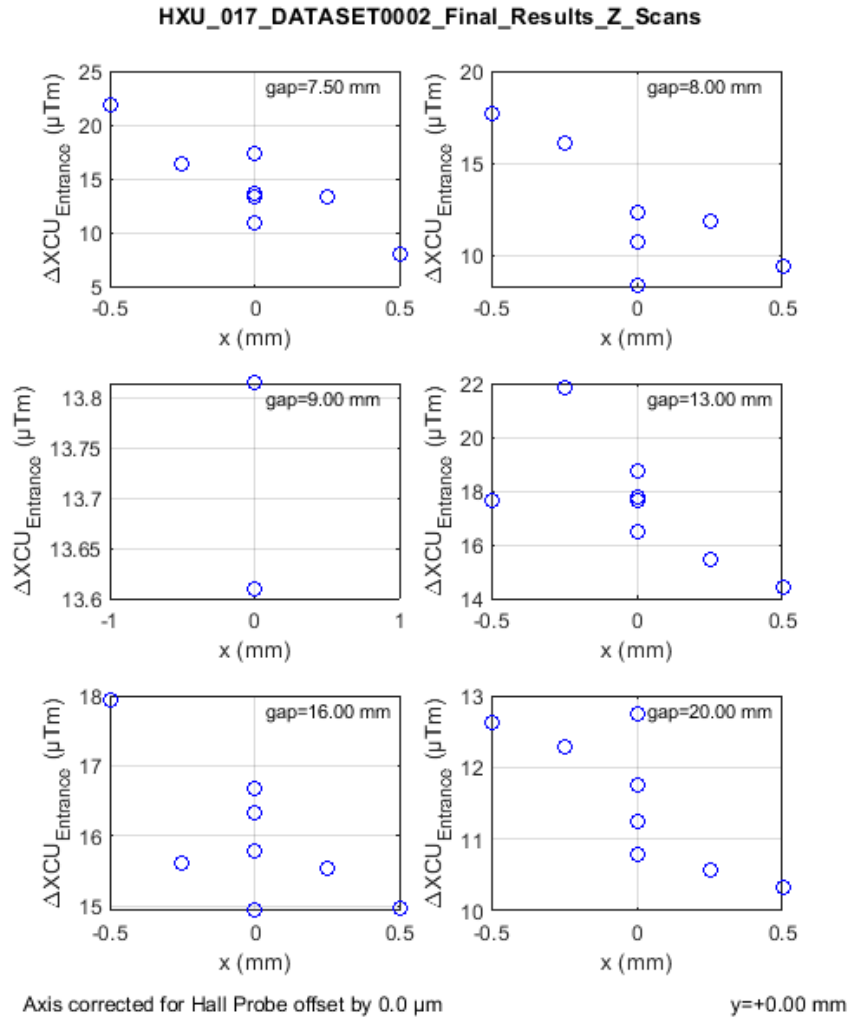 HXU_017_DATASET0002_Final_Results_Z_Scans
25
20
15
10
5
ΔXCU_Entrance (µTm)
gap=7.50 mm
-0.5
0
0.5
x (mm)
20
15
10
ΔXCU_Entrance (µTm)
gap=8.00 mm
-0.5
0
0.5
x (mm)
13.8
13.75
13.7
13.65
13.6
ΔXCU_Entrance (µTm)
gap=9.00 mm
-1
0
1
x (mm)
22
20
18
16
14
ΔXCU_Entrance (µTm)
gap=13.00 mm
-0.5
0
0.5
x (mm)
18
17
16
15
ΔXCU_Entrance (µTm)
gap=16.00 mm
-0.5
0
0.5
x (mm)
13
12
11
10
ΔXCU_Entrance (µTm)
gap=20.00 mm
-0.5
0
0.5
x (mm)
Axis corrected for Hall Probe offset by 0.0 µm
y=+0.00 mm